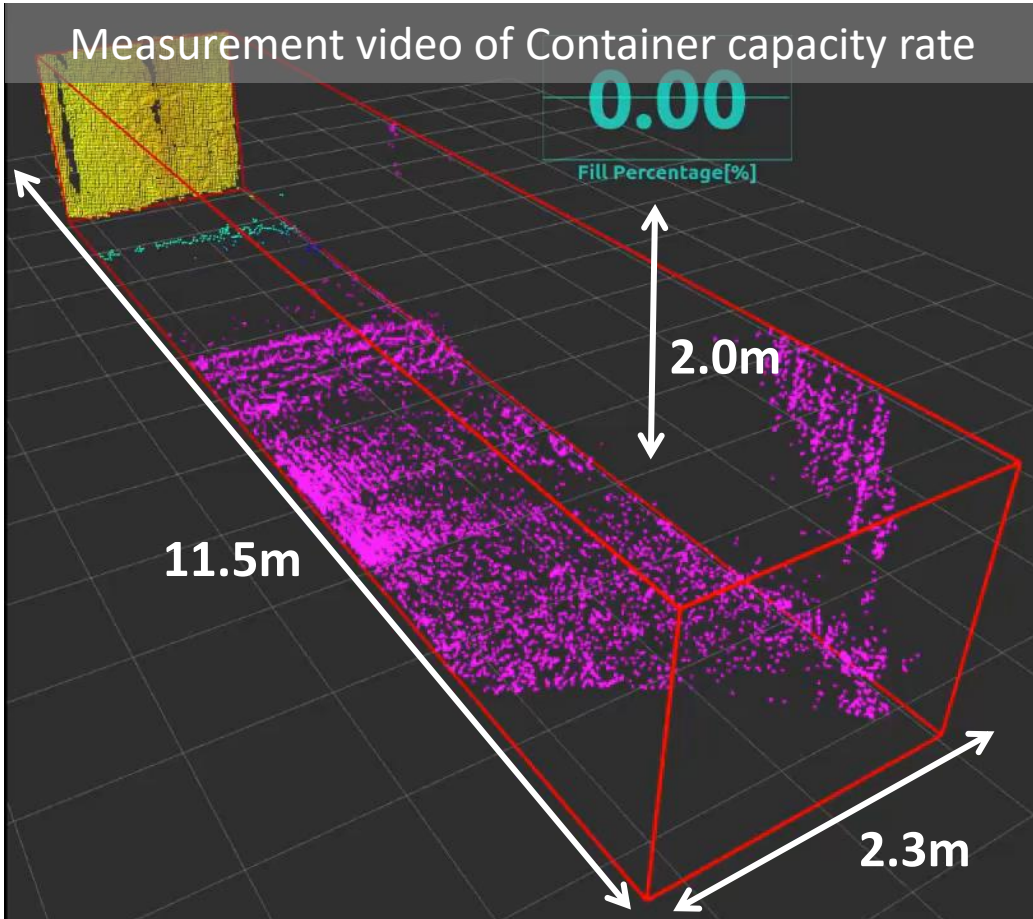 Measurement video of Container capacity rate
0.00
Fill Percentage[%]
2.0m
11.5m
2.3m